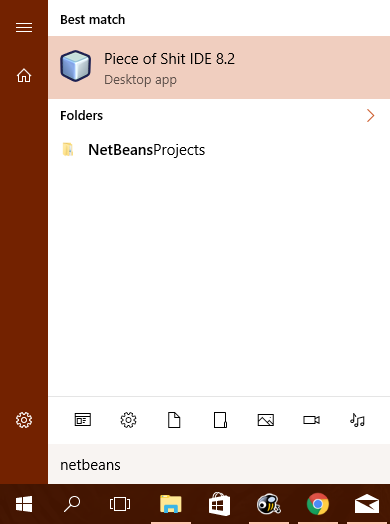 Best match
Piece of Shit IDE 8.2
Desktop app
Folders
NetBeansProjects
netbeans